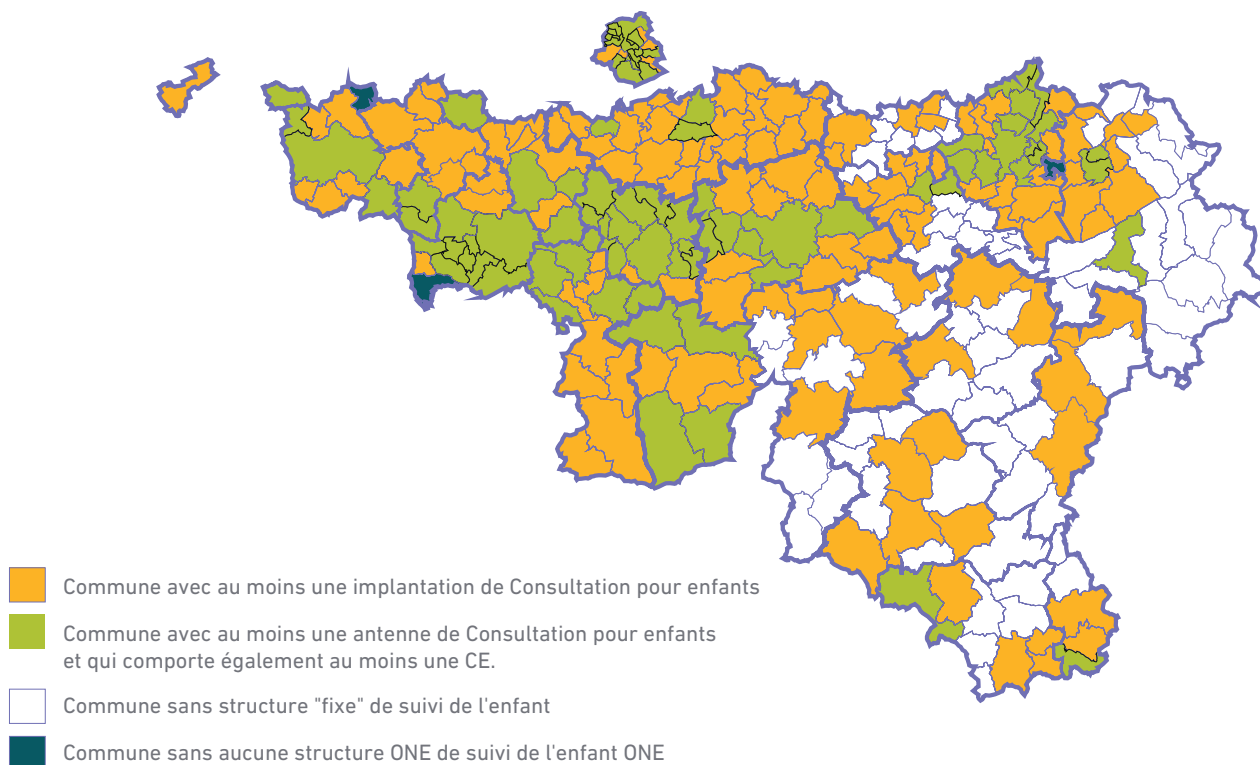 Commune avec au moins une implantation de Consultation pour enfants
Commune avec au moins une antenne de Consultation pour enfants
et qui comporte également au moins une CE.
Commune sans structure "fixe" de suivi de l'enfant
Commune sans aucune structure ONE de suivi de l'enfant ONE